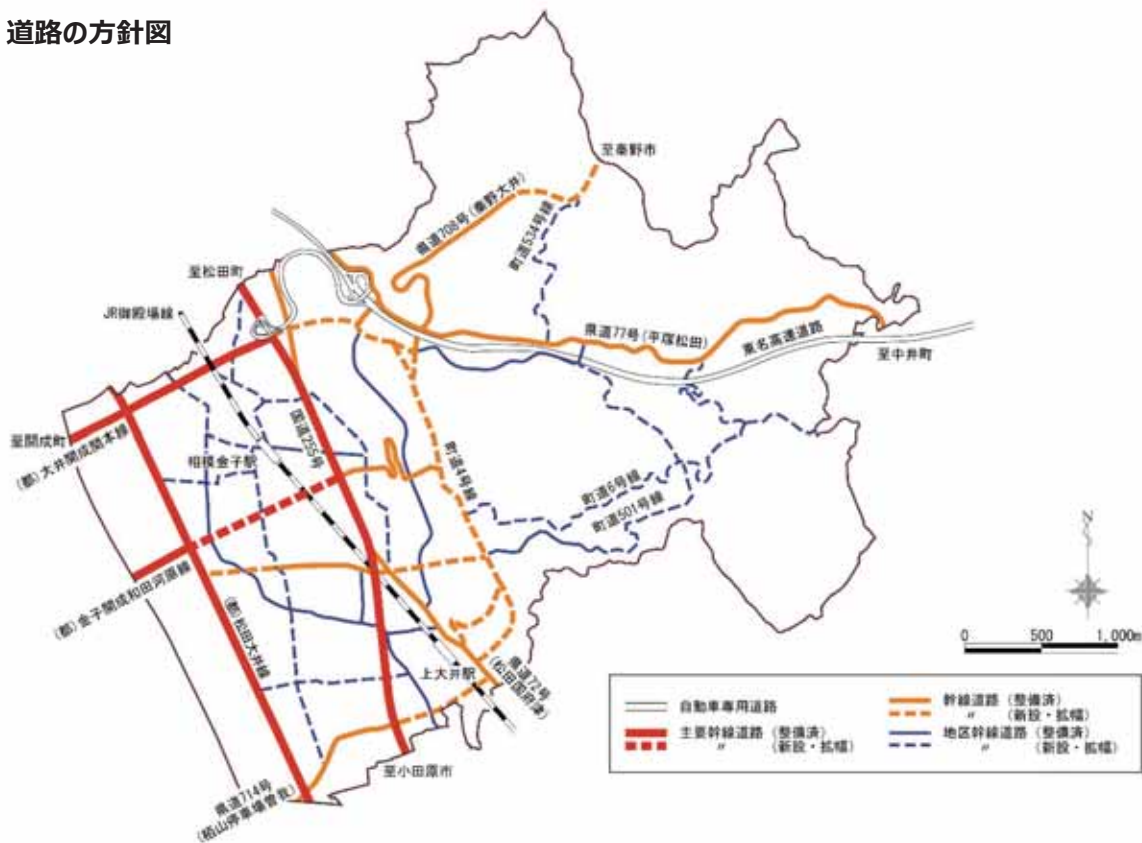 道路の方針図
至秦野市
県道708号(秦野大井)
町道534号線
至松田町
JR御殿場線
県道77号(平塚松田)
東名高速道路
至中井町
至開成町
(都)大井開成関本線
国道255号
相模金子駅
町道4号線
町道6号線
町道501号線
(都)金子開成和田河原線
(都)松田大井線
上大井駅
県道72号
(松田国府津)
至小田原市
県道714号
(栢山停車場曽我)
N
0 500 1,000m
自動車専用道路
主要幹線道路(整備済)
〃 (新設・拡幅)
幹線道路(整備済)
〃 (新設・拡幅)
地区幹線道路(整備済)
〃 (新設・拡幅)